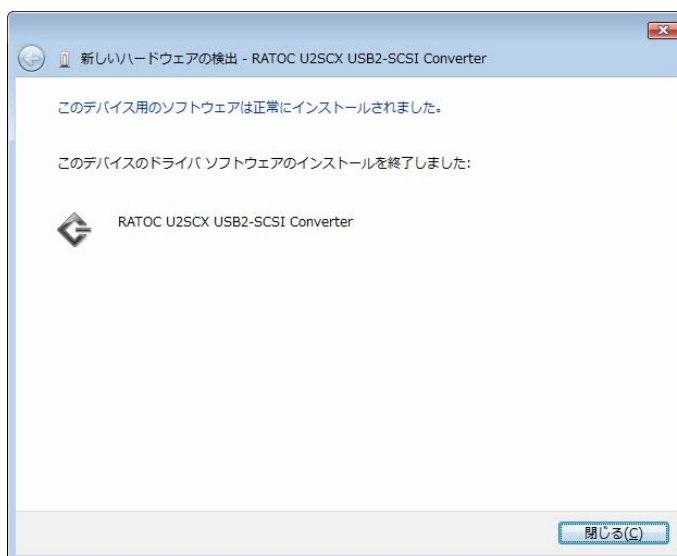 新しいハードウェアの検出 - RATOC U2SCX USB2-SCSI Converter
このデバイス用のソフトウェアは正常にインストールされました。
このデバイスのドライバ ソフトウェアのインストールを終了しました:
RATOC U2SCX USB2-SCSI Converter
閉じる(C)